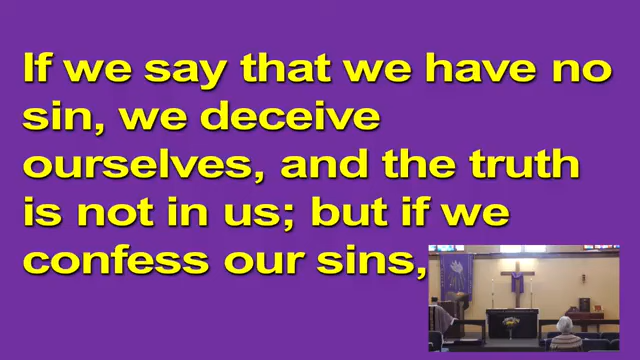 If we say that we have no
sin, we deceive
ourselves, and the truth
is not in us; but if we
confess our sins,